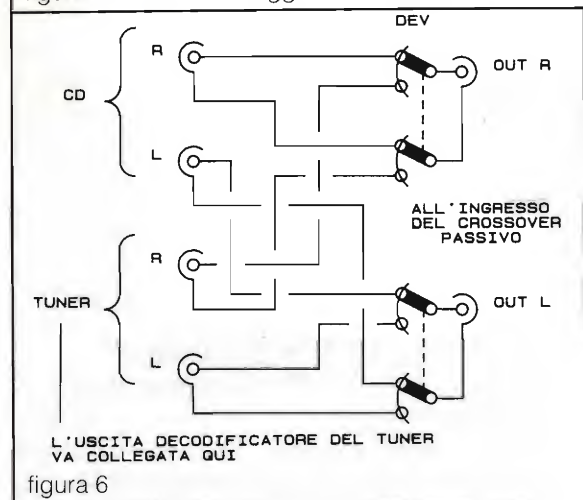 DEV
R
OUT R
CD
L
ALL'INGRESSO
DEL CROSSOVER
PASSIVO
R
TUNER
OUT L
L
L'USCITA DECODIFICATORE DEL TUNER
VA COLLEGATA QUI
figura 6